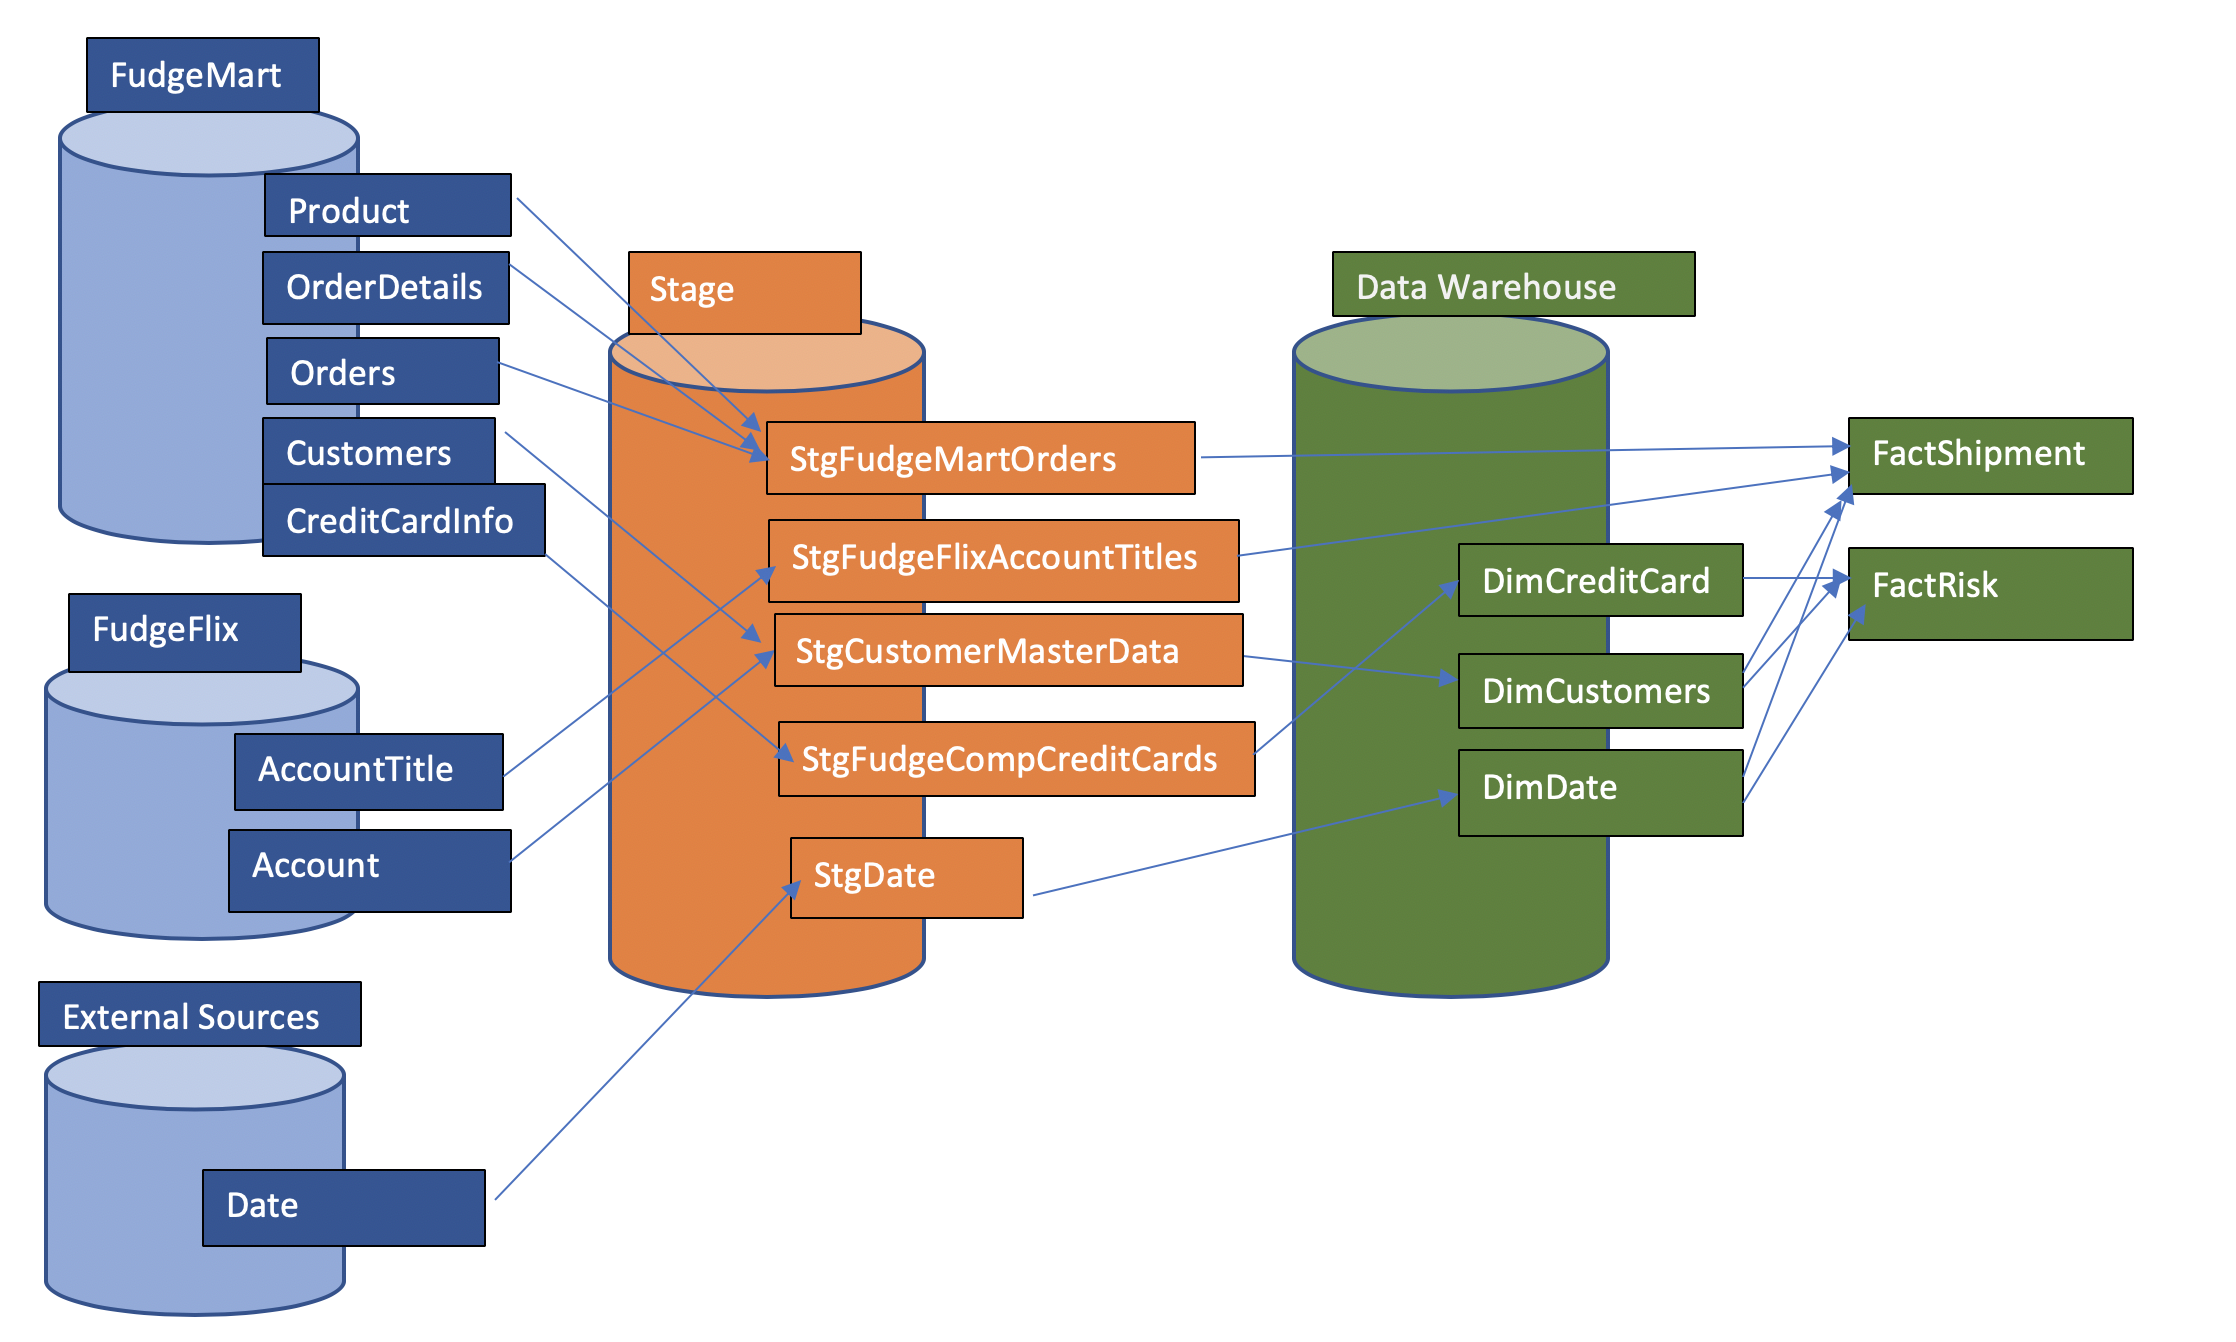 FudgeMart
Product
OrderDetails
Orders
Customers
CreditCardInfo
FudgeFlix
AccountTitle
Account
External Sources
Date
Stage
StgFudgeMartOrders
StgFudgeFlixAccountTitles
StgCustomerMasterData
StgFudgeCompCreditCards
StgDate
Data Warehouse
DimCreditCard
DimCustomers
DimDate
FactShipment
FactRisk